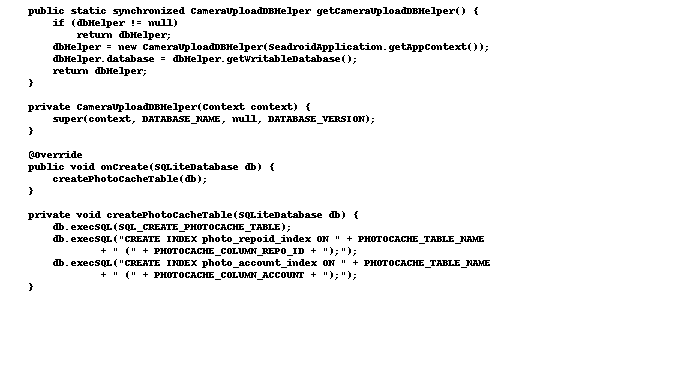 public static synchronized CameraUploadDBHelper getCameraUploadDBHelper() {
    if (dbHelper != null)
        return dbHelper;
    dbHelper = new CameraUploadDBHelper(SeadroidApplication.getAppContext());
    dbHelper.database = dbHelper.getWritableDatabase();
    return dbHelper;
}

private CameraUploadDBHelper(Context context) {
    super(context, DATABASE_NAME, null, DATABASE_VERSION);
}

@Override
public void onCreate(SQLiteDatabase db) {
    createPhotoCacheTable(db);
}

private void createPhotoCacheTable(SQLiteDatabase db) {
    db.execSQL(SQL_CREATE_PHOTOCACHE_TABLE);
    db.execSQL("CREATE INDEX photo_repoid_index ON " + PHOTOCACHE_TABLE_NAME
            + " (" + PHOTOCACHE_COLUMN_REPO_ID + ");");
    db.execSQL("CREATE INDEX photo_account_index ON " + PHOTOCACHE_TABLE_NAME
            + " (" + PHOTOCACHE_COLUMN_ACCOUNT + ");");
}